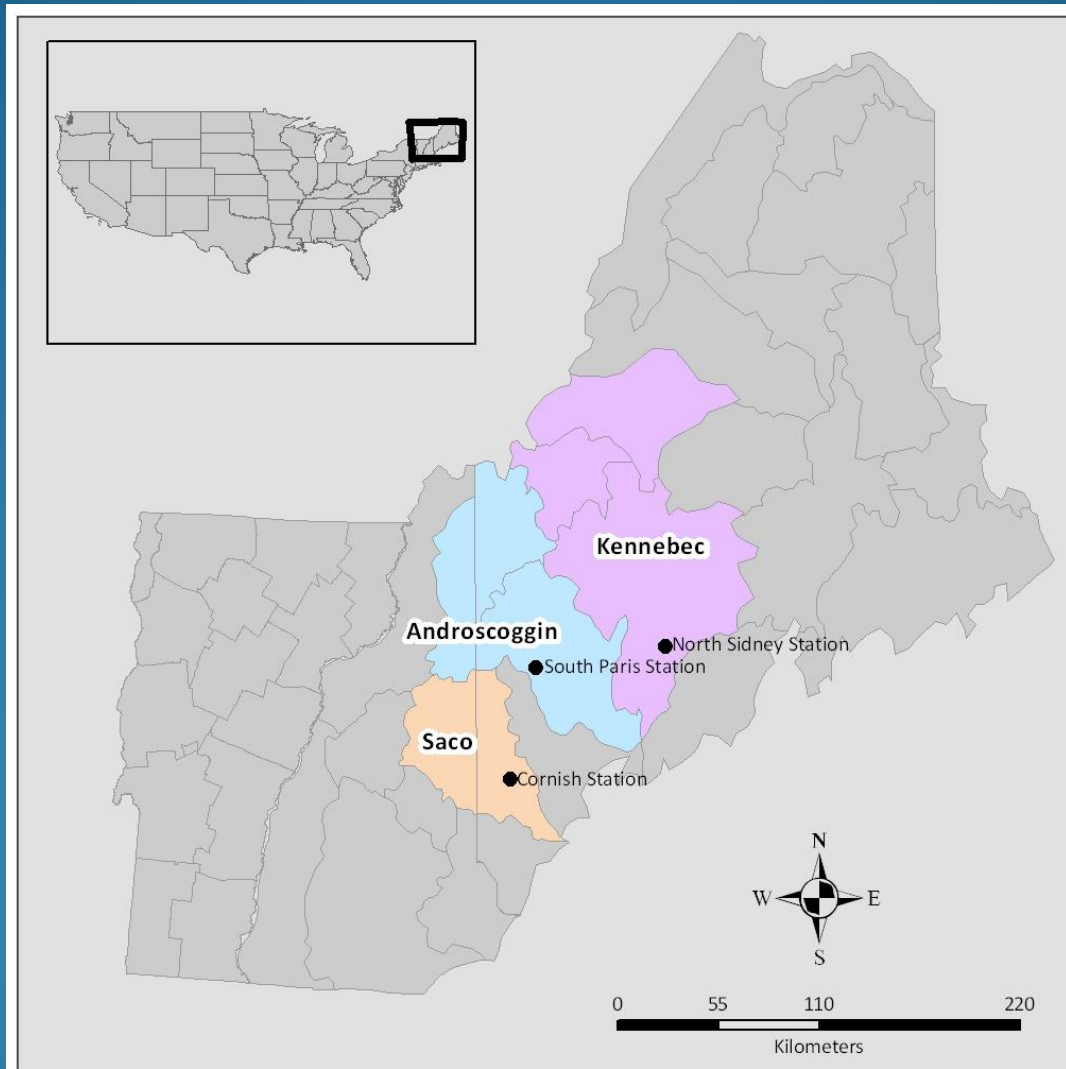 Kennebec
Androscoggin
North Sidney Station
South Paris Station
Saco
Cornish Station
N
W E
S
0 55 110 220
Kilometers